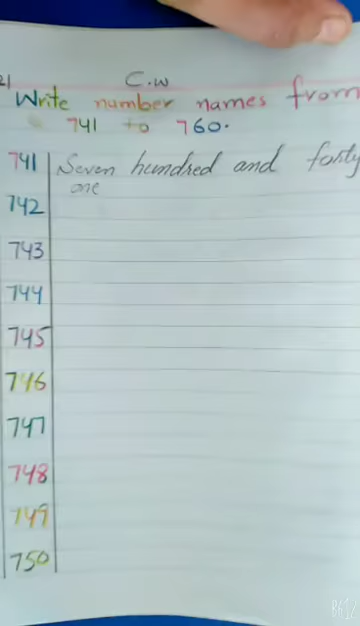 C.W
Write number names from
741 to 760.
741 Seven hundred and forty
one
742
743
744
745
746
747
748
749
750